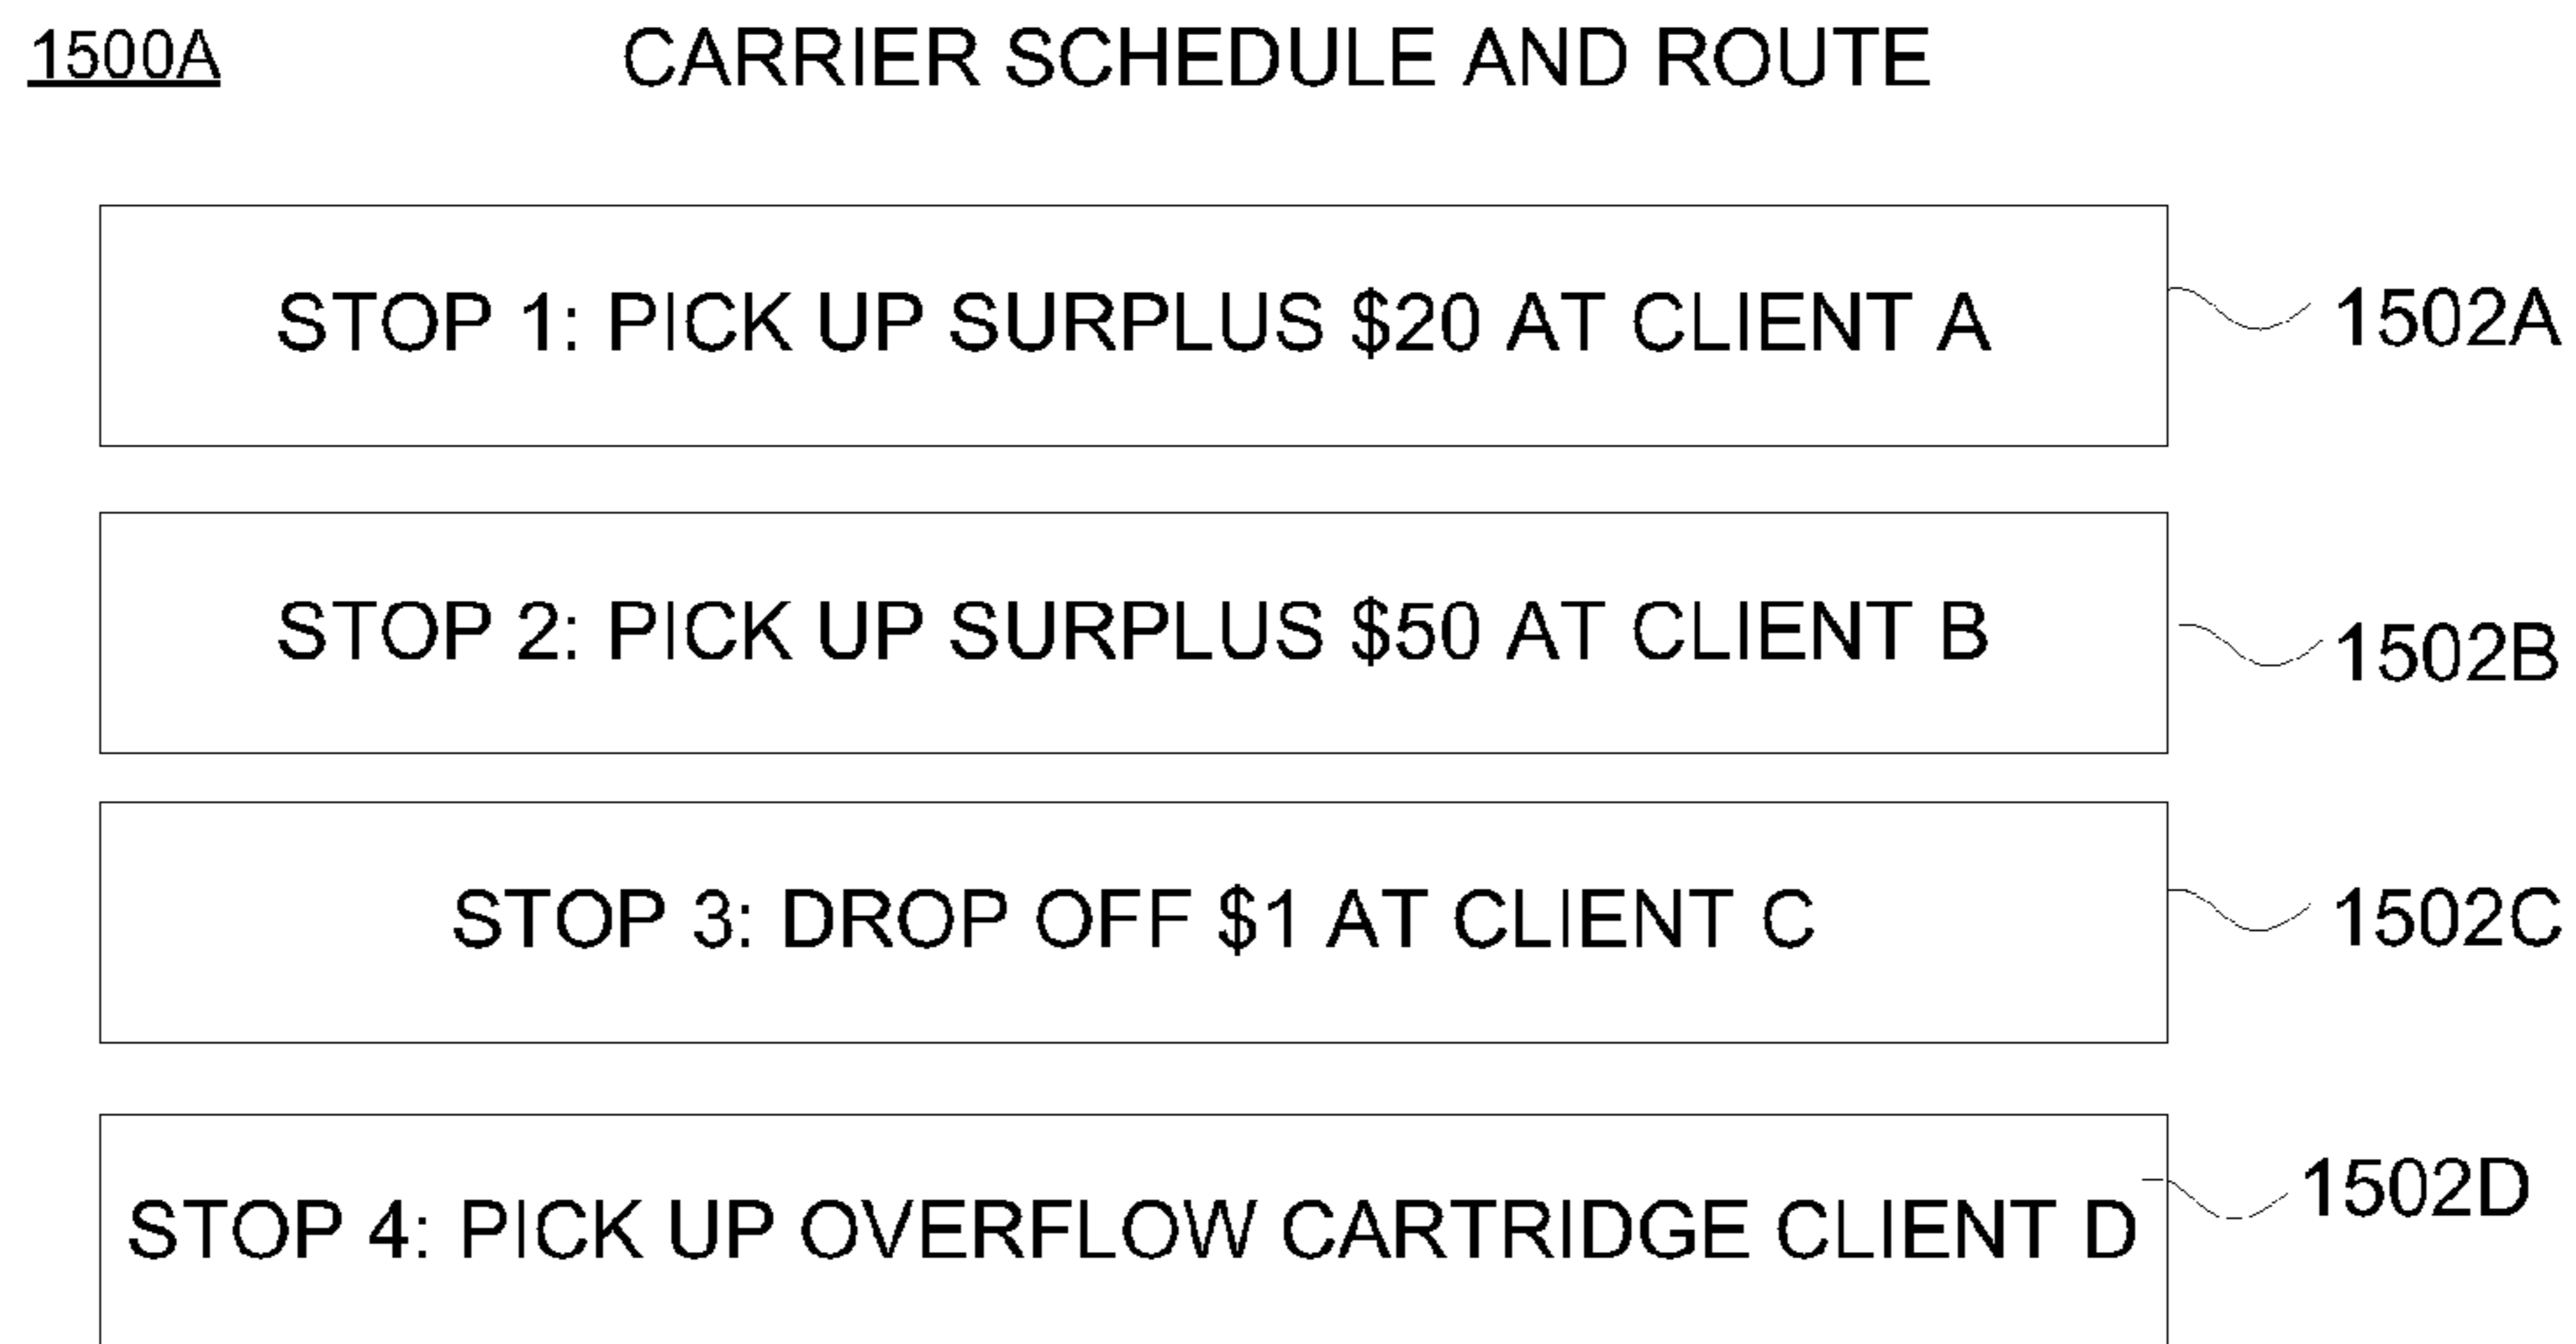 1500A CARRIER SCHEDULE AND ROUTE
STOP 1: PICK UP SURPLUS $20 AT CLIENT A 1502A
STOP 2: PICK UP SURPLUS $50 AT CLIENT B 1502B
STOP 3: DROP OFF $1 AT CLIENT C 1502C
STOP 4: PICK UP OVERFLOW CARTRIDGE CLIENT D 1502D